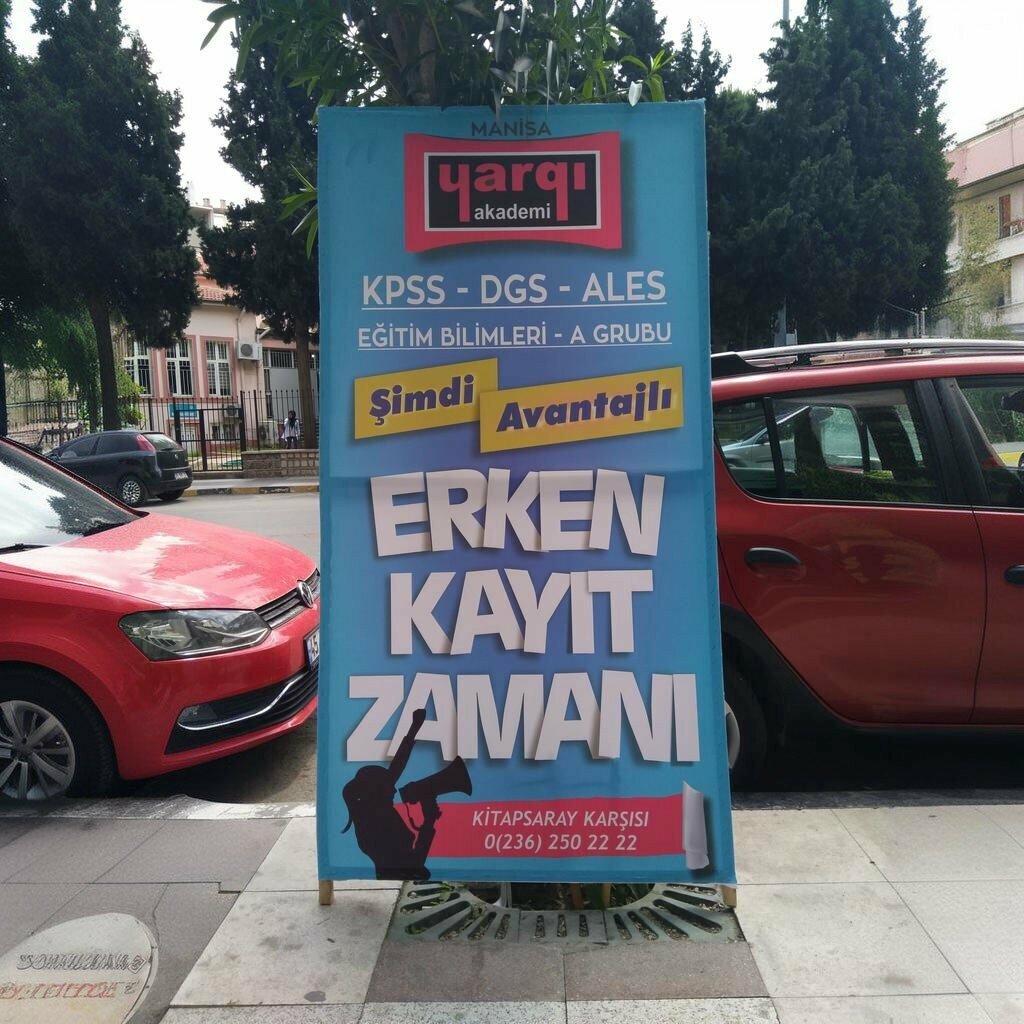 MANİSA
yargı
akademi
KPSS - DGS - ALES
EĞİTİM BİLİMLERİ - A GRUBU
Şimdi
Avantajlı
ERKEN
KAYIT
ZAMANI
KİTAPSARAY KARŞISI
0(236) 250 22 22